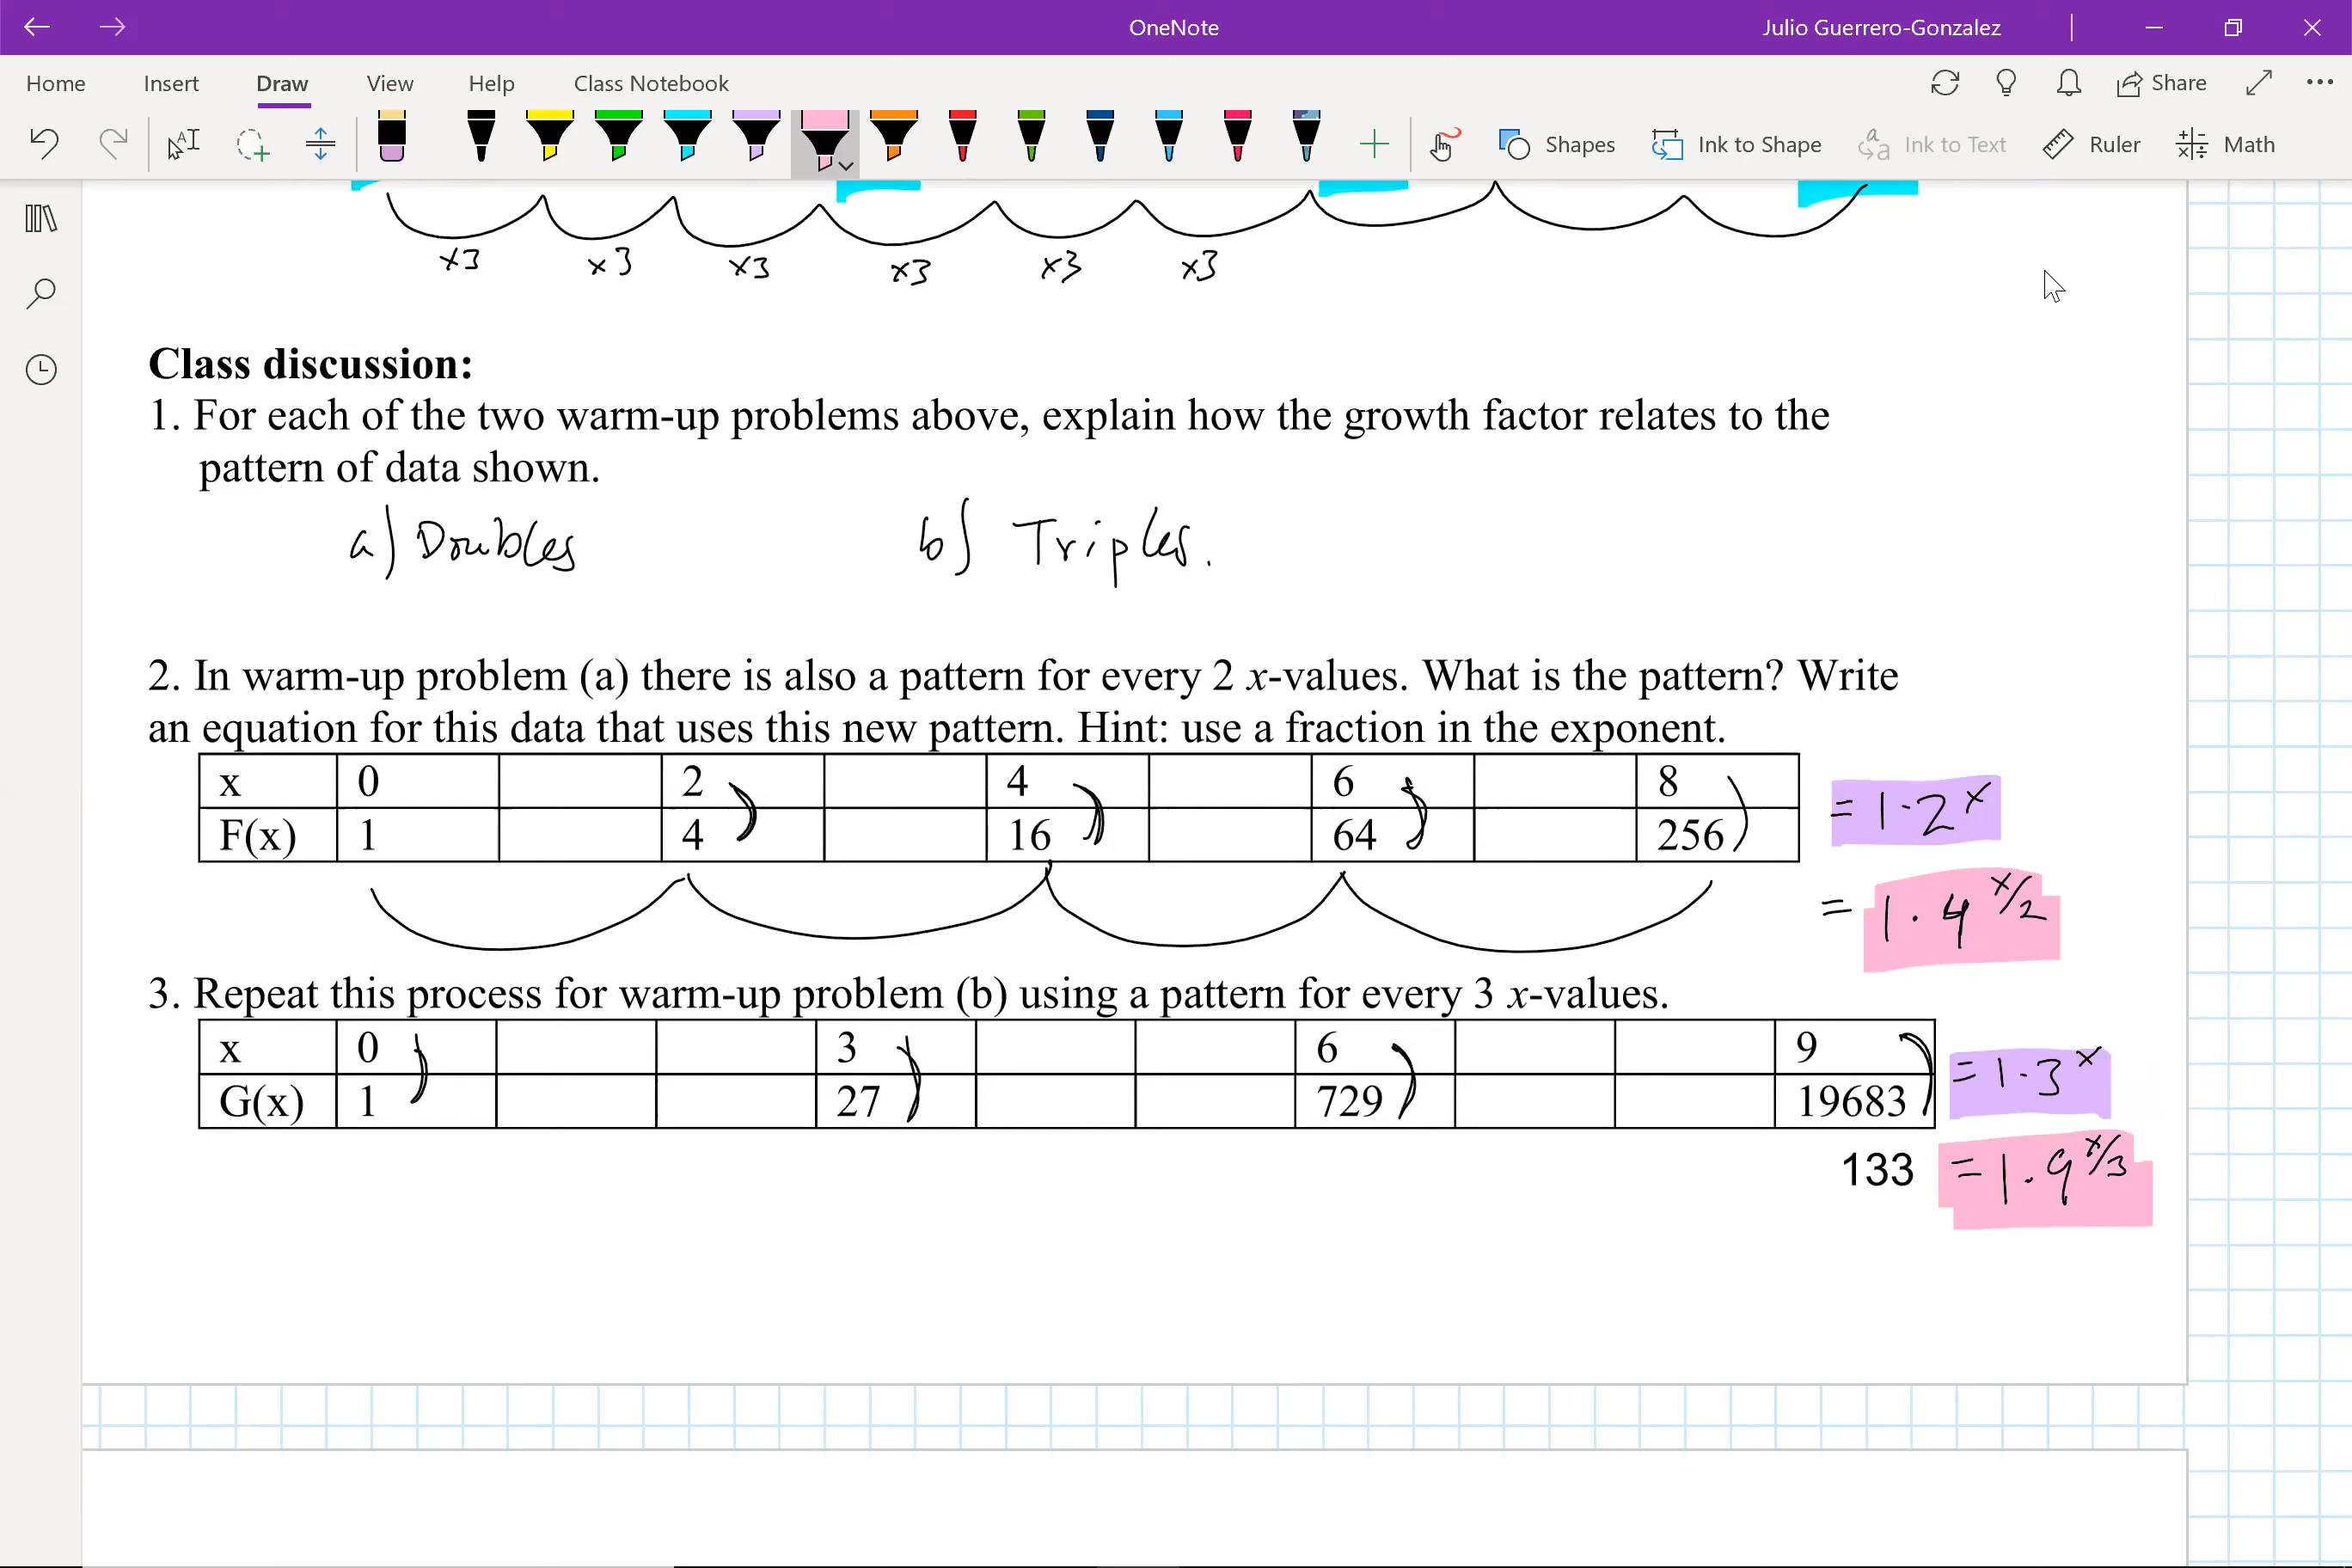 OneNote
Julio Guerrero-Gonzalez
Home Insert Draw View Help Class Notebook Share
Shapes Ink to Shape Ink to Text Ruler Math
x3 x3 x3 x3 x3 x3
Class discussion:
1. For each of the two warm-up problems above, explain how the growth factor relates to the
pattern of data shown.
a) Doubles b) Triples.
2. In warm-up problem (a) there is also a pattern for every 2 x-values. What is the pattern? Write
an equation for this data that uses this new pattern. Hint: use a fraction in the exponent.
x 0 2 4 6 8
F(x) 1 4 16 64 256
= 1·2^x
= 1·4^x/2
3. Repeat this process for warm-up problem (b) using a pattern for every 3 x-values.
x 0 3 6 9
G(x) 1 27 729 19683
= 1·3^x
133
= 1·9^x/3